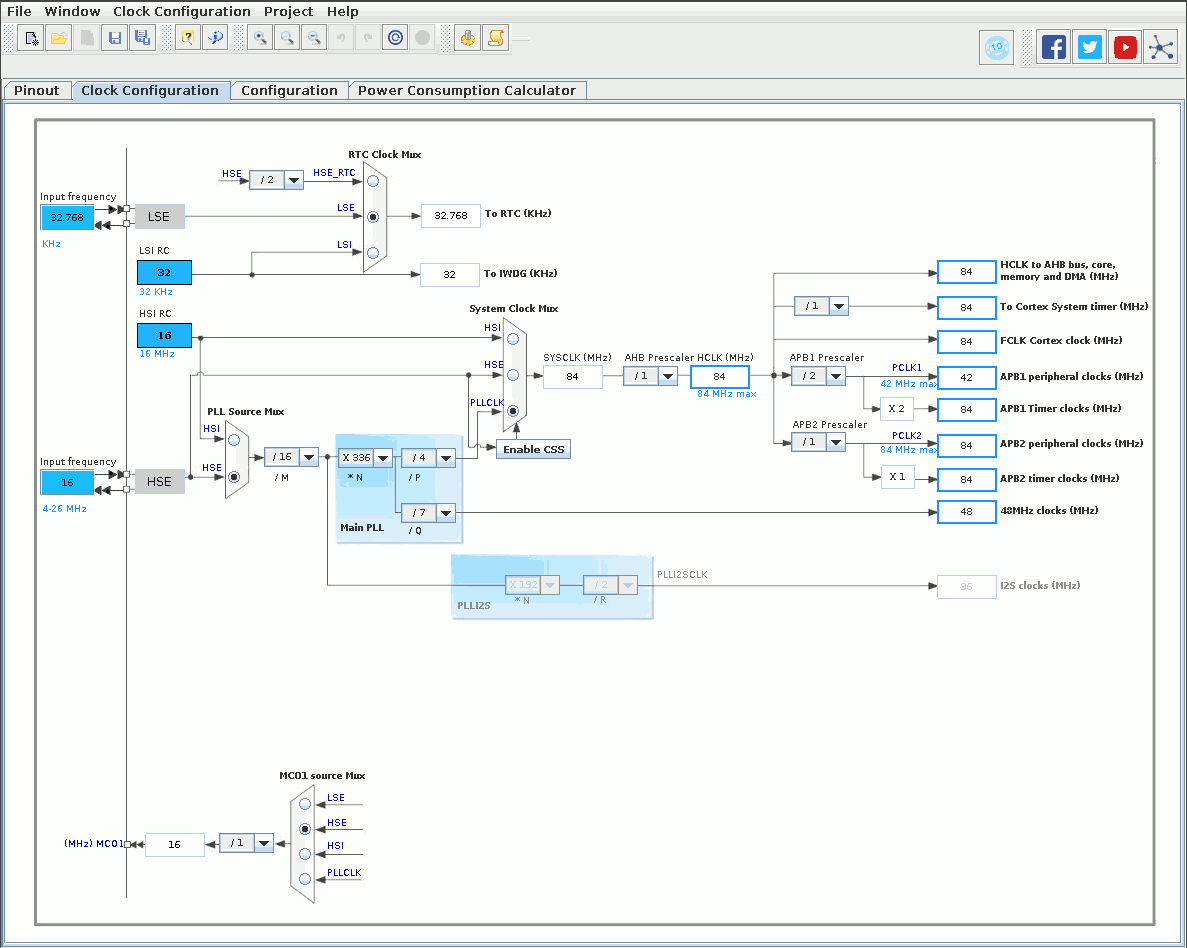 File Window Clock Configuration Project Help
10
Pinout Clock Configuration Configuration Power Consumption Calculator
RTC Clock Mux
HSE / 2 HSE_RTC
Input frequency
32.768
KHz
LSE
LSE
32.768
To RTC (KHz)
LSI RC
32
32 KHz
LSI
32
To IWDG (KHz)
HSI RC
16
16 MHz
System Clock Mux
HSI
HSE
PLLCLK
SYSCLK (MHz)
84
AHB Prescaler
/ 1
HCLK (MHz)
84
84 MHz max
84
HCLK to AHB bus, core,
memory and DMA (MHz)
/ 1
84
To Cortex System timer (MHz)
84
FCLK Cortex clock (MHz)
APB1 Prescaler
/ 2
PCLK1
42 MHz max
42
APB1 peripheral clocks (MHz)
X 2
84
APB1 Timer clocks (MHz)
APB2 Prescaler
/ 1
PCLK2
84 MHz max
84
APB2 peripheral clocks (MHz)
X 1
84
APB2 timer clocks (MHz)
PLL Source Mux
HSI
HSE
Input frequency
16
4-26 MHz
HSE
/ 16
/ M
X 336
* N
/ 4
/ P
Enable CSS
/ 7
/ Q
Main PLL
48
48MHz clocks (MHz)
X 192
* N
/ 2
/ R
PLLI2S
PLLI2SCLK
96
I2S clocks (MHz)
MCO1 source Mux
LSE
HSE
HSI
PLLCLK
(MHz) MCO1
16
/ 1